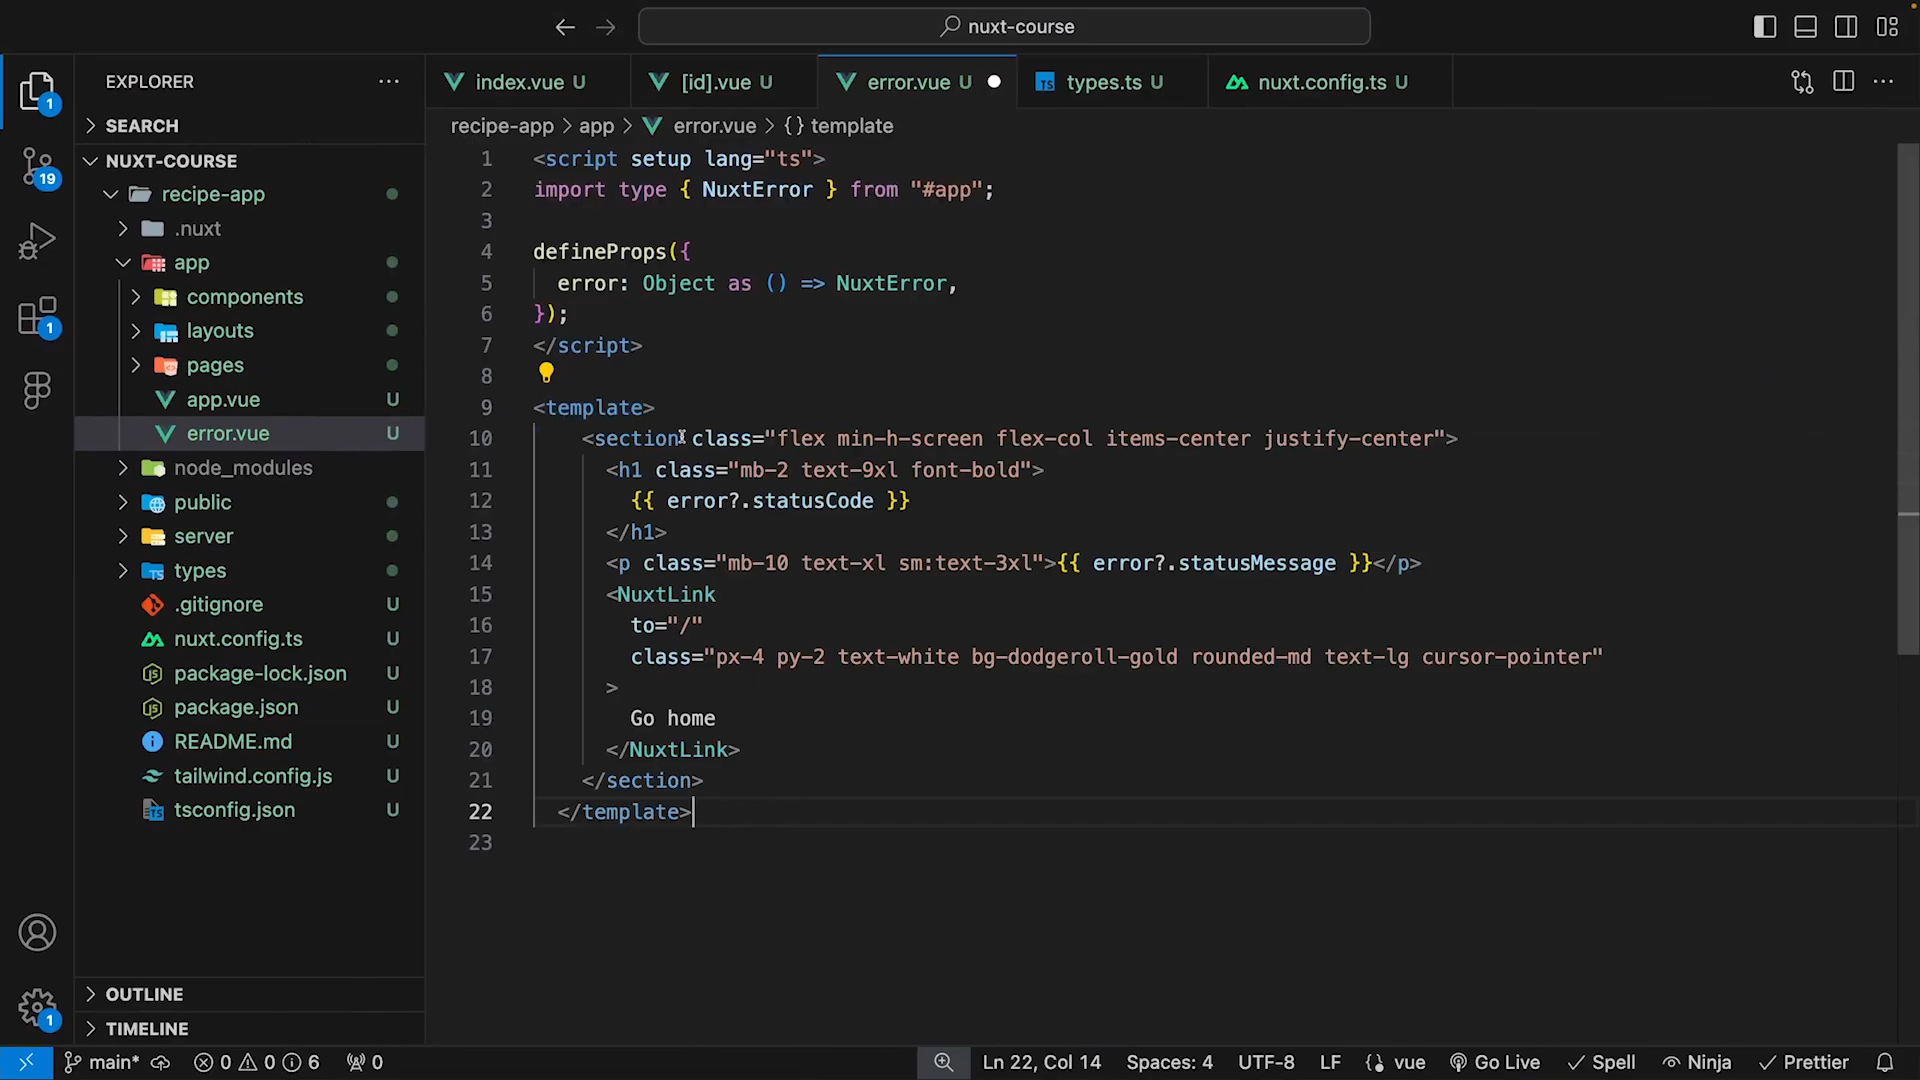 nuxt-course
EXPLORER
SEARCH
NUXT-COURSE
recipe-app
.nuxt
app
components
layouts
pages
app.vue U
error.vue U
node_modules
public
server
types
.gitignore U
nuxt.config.ts U
package-lock.json U
package.json U
README.md U
tailwind.config.js U
tsconfig.json U
OUTLINE
TIMELINE
1
19
1
1
index.vue U
[id].vue U
error.vue U
TS types.ts U
nuxt.config.ts U
recipe-app > app > error.vue > {} template
1 <script setup lang="ts">
2 import type { NuxtError } from "#app";
3
4 defineProps({
5 error: Object as () => NuxtError,
6 });
7 </script>
8
9 <template>
10 <section class="flex min-h-screen flex-col items-center justify-center">
11 <h1 class="mb-2 text-9xl font-bold">
12 {{ error?.statusCode }}
13 </h1>
14 <p class="mb-10 text-xl sm:text-3xl">{{ error?.statusMessage }}</p>
15 <NuxtLink
16 to="/"
17 class="px-4 py-2 text-white bg-dodgeroll-gold rounded-md text-lg cursor-pointer"
18 >
19 Go home
20 </NuxtLink>
21 </section>
22 </template>
23
main* 0 0 6 0 Ln 22, Col 14 Spaces: 4 UTF-8 LF {} vue Go Live Spell Ninja Prettier